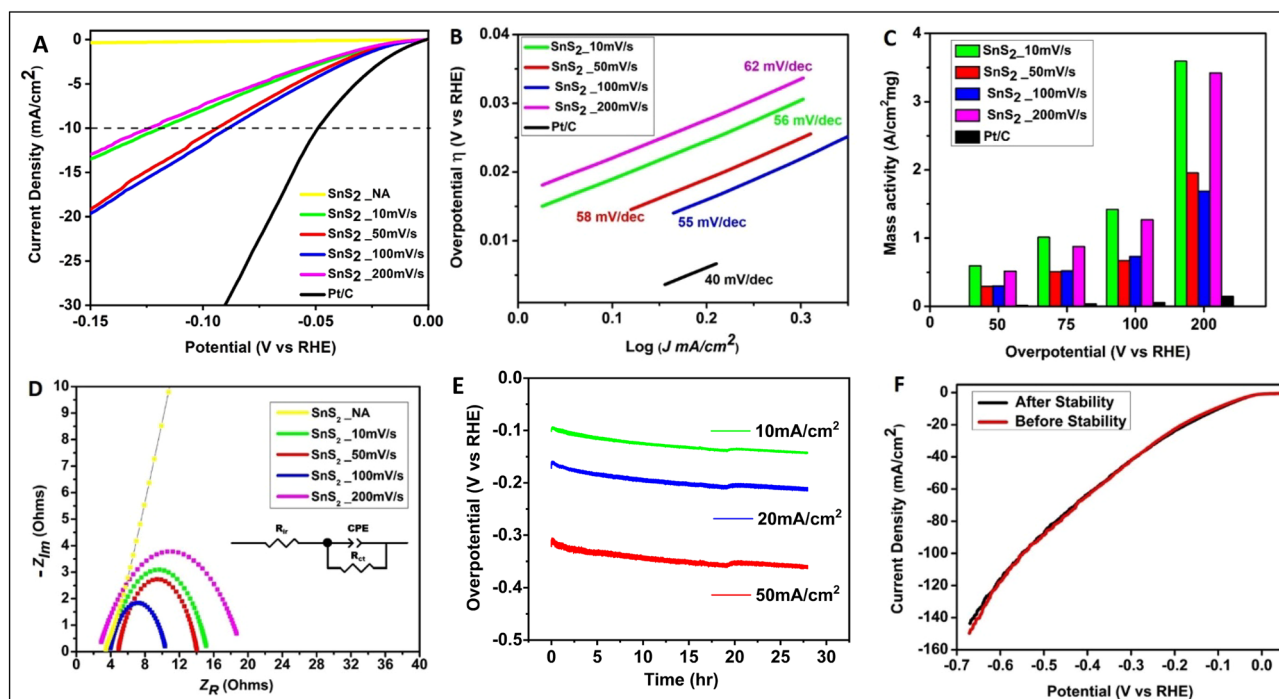 A
0
-5
-10
-15
-20
-25
-30
Current Density (mA/cm2)
-0.15
-0.10
-0.05
0.00
Potential (V vs RHE)
SnS2_NA
SnS2_10mV/s
SnS2_50mV/s
SnS2_100mV/s
SnS2_200mV/s
Pt/C
B
SnS2_10mV/s
SnS2_50mV/s
SnS2_100mV/s
SnS2_200mV/s
Pt/C
62 mV/dec
56 mV/dec
58 mV/dec
55 mV/dec
40 mV/dec
Overpotential η (V vs RHE)
0.04
0.03
0.02
0.01
0.0
0.1
0.2
0.3
Log (J mA/cm2)
C
SnS2_10mV/s
SnS2_50mV/s
SnS2_100mV/s
SnS2_200mV/s
Pt/C
Mass activity (A/cm2mg)
4
3
2
1
0
0
50
75
100
200
Overpotential (V vs RHE)
D
10
9
8
7
6
5
4
3
2
1
0
- ZIm (Ohms)
SnS2_NA
SnS2_10mV/s
SnS2_50mV/s
SnS2_100mV/s
SnS2_200mV/s
CPE
Rct
0
4
8
12
16
20
24
28
32
36
40
ZR (Ohms)
E
0.0
-0.1
-0.2
-0.3
-0.4
-0.5
Overpotential (V vs RHE)
10mA/cm2
20mA/cm2
50mA/cm2
0
5
10
15
20
25
30
Time (hr)
F
After Stability
Before Stability
0
-20
-40
-60
-80
-100
-120
-140
-160
Current Density (mA/cm2)
-0.7
-0.6
-0.5
-0.4
-0.3
-0.2
-0.1
0.0
Potential (V vs RHE)